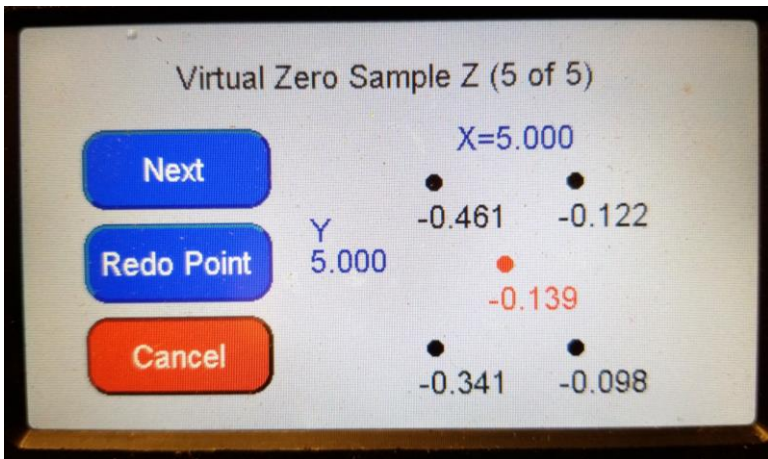 Virtual Zero Sample Z (5 of 5)
X=5.000
Next
-0.461 -0.122
Y
5.000
Redo Point
-0.139
Cancel
-0.341 -0.098